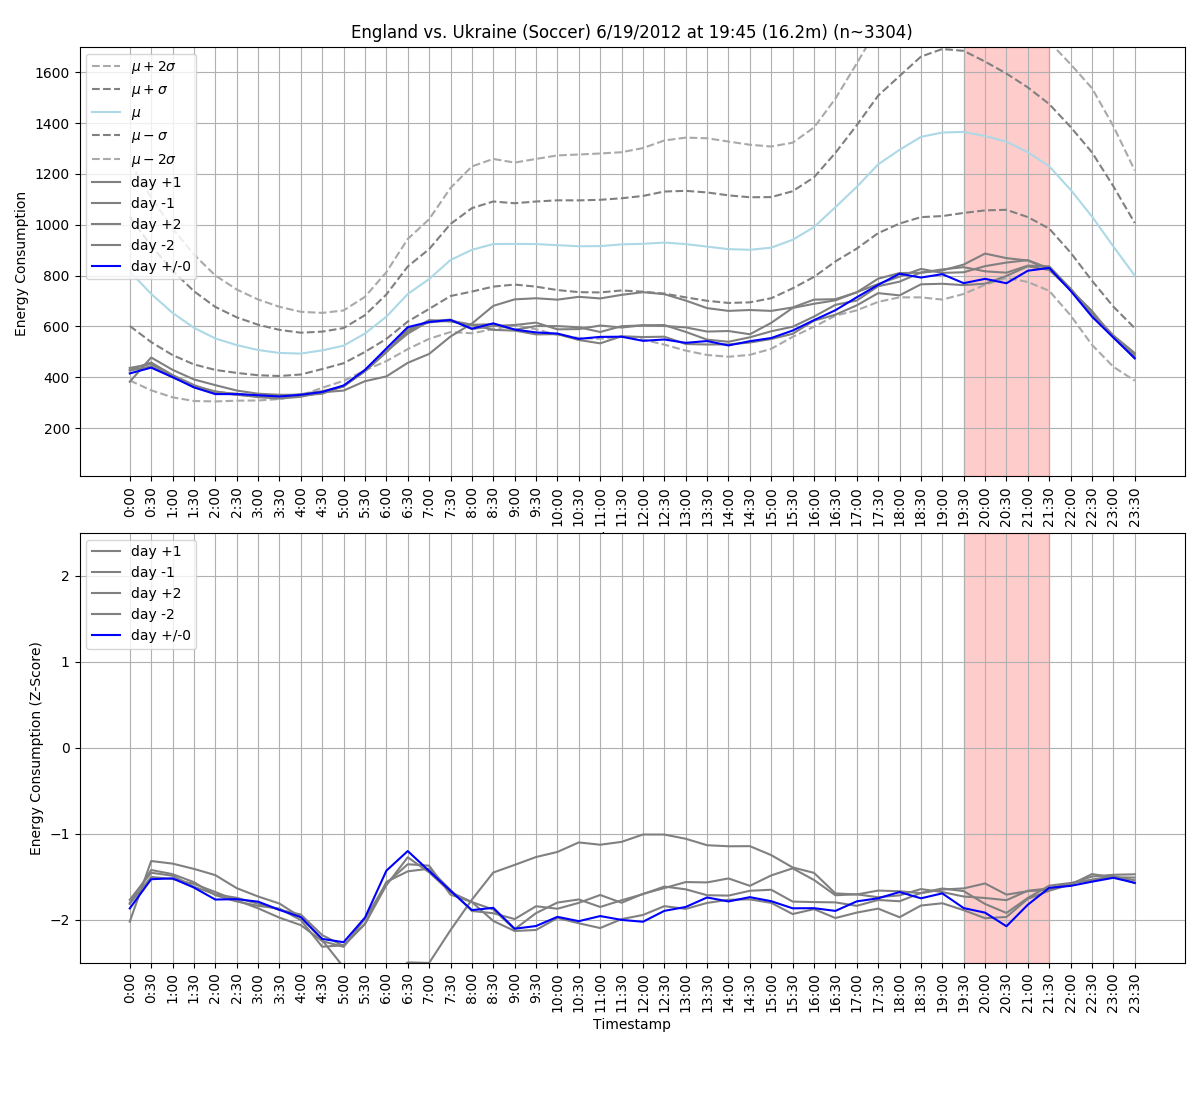 England vs. Ukraine (Soccer) 6/19/2012 at 19:45 (16.2m) (n~3304)
μ + 2σ
μ + σ
μ
μ − σ
μ − 2σ
day +1
day -1
day +2
day -2
day +/-0
Energy Consumption
1600
1400
1200
1000
800
600
400
200
0:00 0:30 1:00 1:30 2:00 2:30 3:00 3:30 4:00 4:30 5:00 5:30 6:00 6:30 7:00 7:30 8:00 8:30 9:00 9:30 10:00 10:30 11:00 11:30 12:00 12:30 13:00 13:30 14:00 14:30 15:00 15:30 16:00 16:30 17:00 17:30 18:00 18:30 19:00 19:30 20:00 20:30 21:00 21:30 22:00 22:30 23:00 23:30
day +1
day -1
day +2
day -2
day +/-0
Energy Consumption (Z-Score)
2
1
0
−1
−2
0:00 0:30 1:00 1:30 2:00 2:30 3:00 3:30 4:00 4:30 5:00 5:30 6:00 6:30 7:00 7:30 8:00 8:30 9:00 9:30 10:00 10:30 11:00 11:30 12:00 12:30 13:00 13:30 14:00 14:30 15:00 15:30 16:00 16:30 17:00 17:30 18:00 18:30 19:00 19:30 20:00 20:30 21:00 21:30 22:00 22:30 23:00 23:30
Timestamp